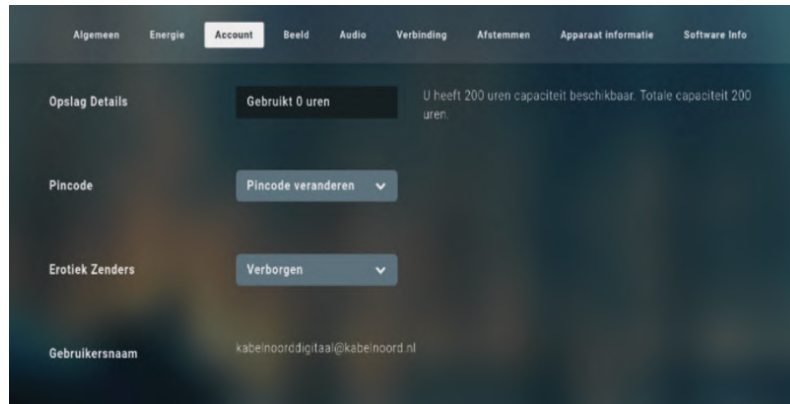 Algemeen Energie Account Beeld Audio Verbinding Afstemmen Apparaat informatie Software Info
Opslag Details Gebruikt 0 uren U heeft 200 uren capaciteit beschikbaar. Totale capaciteit 200
uren.
Pincode Pincode veranderen
Erotiek Zenders Verborgen
Gebruikersnaam kabelnoorddigitaal@kabelnoord.nl